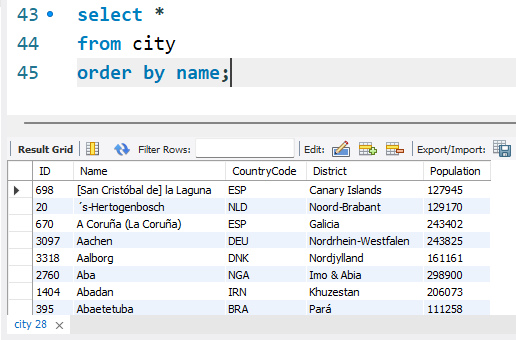 43 select *
44 from city
45 order by name;
Result Grid Filter Rows: Edit: Export/Import:
ID Name CountryCode District Population
698 [San Cristóbal de] la Laguna ESP Canary Islands 127945
20 ´s-Hertogenbosch NLD Noord-Brabant 129170
670 A Coruña (La Coruña) ESP Galicia 243402
3097 Aachen DEU Nordrhein-Westfalen 243825
3318 Aalborg DNK Nordjylland 161161
2760 Aba NGA Imo & Abia 298900
1404 Abadan IRN Khuzestan 206073
395 Abaetetuba BRA Pará 111258
city 28 ×